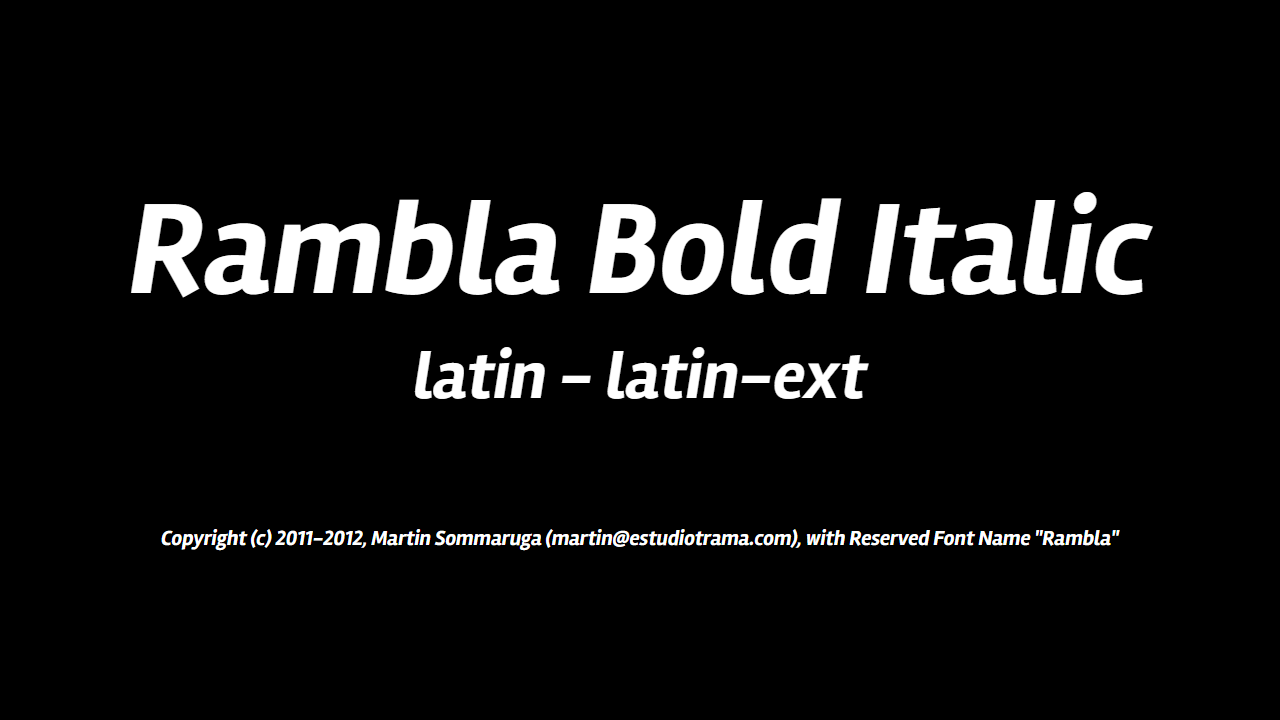 Rambla Bold Italic
latin - latin-ext
Copyright (c) 2011-2012, Martin Sommaruga (martin@estudiotrama.com), with Reserved Font Name "Rambla"